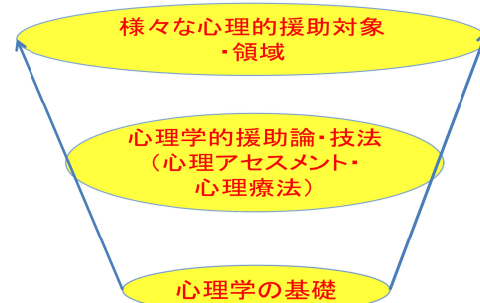 様々な心理的援助対象
・領域
心理学的援助論・技法
（心理アセスメント・
心理療法）
心理学の基礎